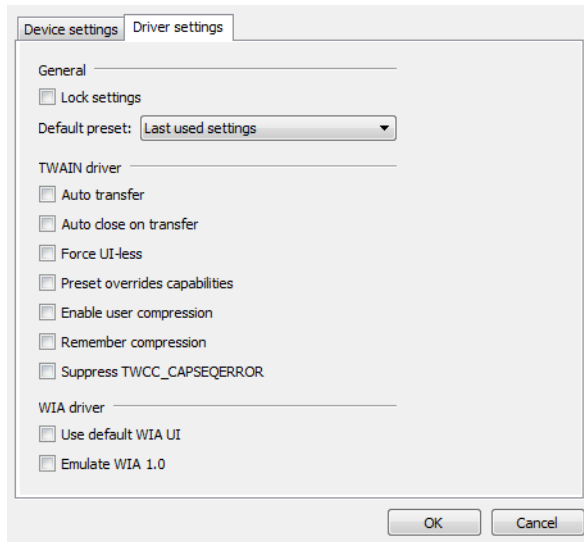 Device settings Driver settings
General
Lock settings
Default preset: Last used settings
TWAIN driver
Auto transfer
Auto close on transfer
Force UI-less
Preset overrides capabilities
Enable user compression
Remember compression
Suppress TWCC_CAPSEQERROR
WIA driver
Use default WIA UI
Emulate WIA 1.0
OK Cancel